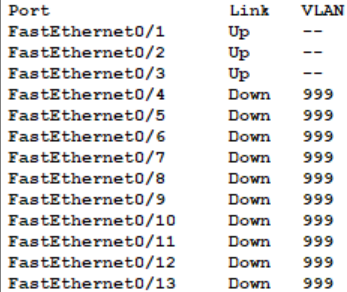 Port Link VLAN
FastEthernet0/1 Up --
FastEthernet0/2 Up --
FastEthernet0/3 Up --
FastEthernet0/4 Down 999
FastEthernet0/5 Down 999
FastEthernet0/6 Down 999
FastEthernet0/7 Down 999
FastEthernet0/8 Down 999
FastEthernet0/9 Down 999
FastEthernet0/10 Down 999
FastEthernet0/11 Down 999
FastEthernet0/12 Down 999
FastEthernet0/13 Down 999